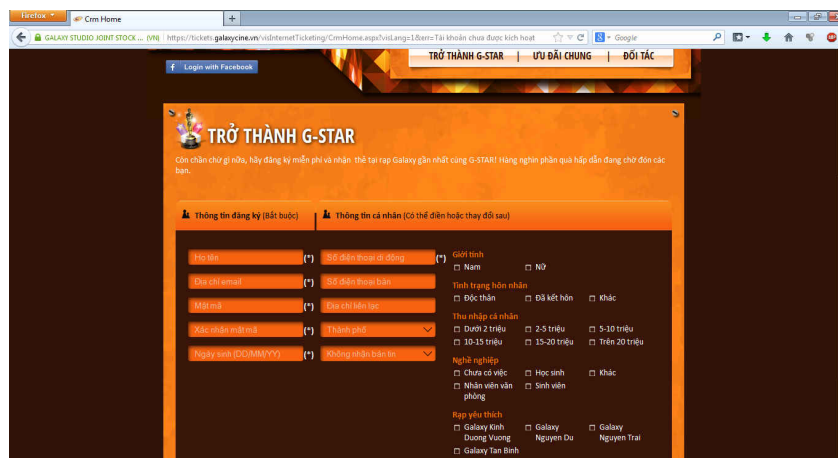 Firefox
Crm Home
GALAXY STUDIO JOINT STOCK ... (VN)
https://tickets.galaxycine.vn/visInternetTicketing/CrmHome.aspx?visLang=1&err=Tài khoản chưa được kích hoạt
Google
Login with Facebook
TRỞ THÀNH G-STAR | ƯU ĐÃI CHUNG | ĐỐI TÁC
TRỞ THÀNH G-STAR
Còn chần chờ gì nữa, hãy đăng ký miễn phí và nhận thẻ tại rạp Galaxy gần nhất cùng G-STAR! Hàng nghìn phần quà hấp dẫn đang chờ đón các
bạn.
Thông tin đăng ký (Bắt buộc)
Thông tin cá nhân (Có thể điền hoặc thay đổi sau)
Họ tên (*)
Địa chỉ email (*)
Mật mã (*)
Xác nhận mật mã (*)
Ngày sinh (DD/MM/YY) (*)
Số điện thoại di động (*)
Số điện thoại bàn
Địa chỉ liên lạc
Thành phố
Không nhận bản tin
Giới tính
Nam Nữ
Tình trạng hôn nhân
Độc thân Đã kết hôn Khác
Thu nhập cá nhân
Dưới 2 triệu 2-5 triệu 5-10 triệu
10-15 triệu 15-20 triệu Trên 20 triệu
Nghề nghiệp
Chưa có việc Học sinh Khác
Nhân viên văn phòng Sinh viên
Rạp yêu thích
Galaxy Kinh Duong Vuong Galaxy Nguyen Du Galaxy Nguyen Trai
Galaxy Tan Binh